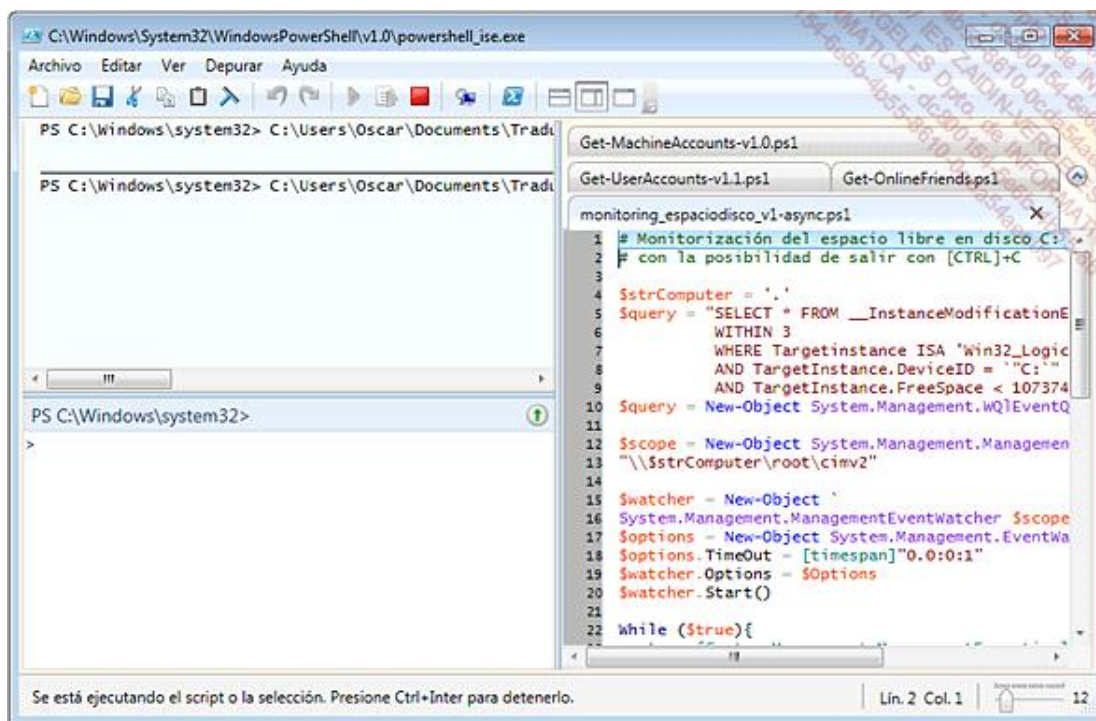 C:\Windows\System32\WindowsPowerShell\v1.0\powershell_ise.exe
Archivo Editar Ver Depurar Ayuda
PS C:\Windows\system32> C:\Users\Oscar\Documents\Tradu
PS C:\Windows\system32> C:\Users\Oscar\Documents\Tradu
PS C:\Windows\system32>
>
Get-MachineAccounts-v1.0.ps1
Get-UserAccounts-v1.1.ps1 Get-OnlineFriends.ps1
monitoring_espaciodisco_v1-async.ps1
1 # Monitorización del espacio libre en disco C:
2 # con la posibilidad de salir con [CTRL]+C
3
4 $strComputer = '.'
5 $query = "SELECT * FROM __InstanceModificationE
6 WITHIN 3
7 WHERE Targetinstance ISA 'Win32_Logic
8 AND TargetInstance.DeviceID = `"C:`"
9 AND TargetInstance.FreeSpace < 107374
10 $query = New-Object System.Management.WQlEventQ
11
12 $scope = New-Object System.Management.Managemen
13 "\\$strComputer\root\cimv2"
14
15 $watcher = New-Object `
16 System.Management.ManagementEventWatcher $scope
17 $options = New-Object System.Management.EventWa
18 $options.TimeOut = [timespan]"0.0:0:1"
19 $watcher.Options = $Options
20 $watcher.Start()
21
22 While ($true){
Se está ejecutando el script o la selección. Presione Ctrl+Inter para detenerlo.
Lín. 2 Col. 1 12